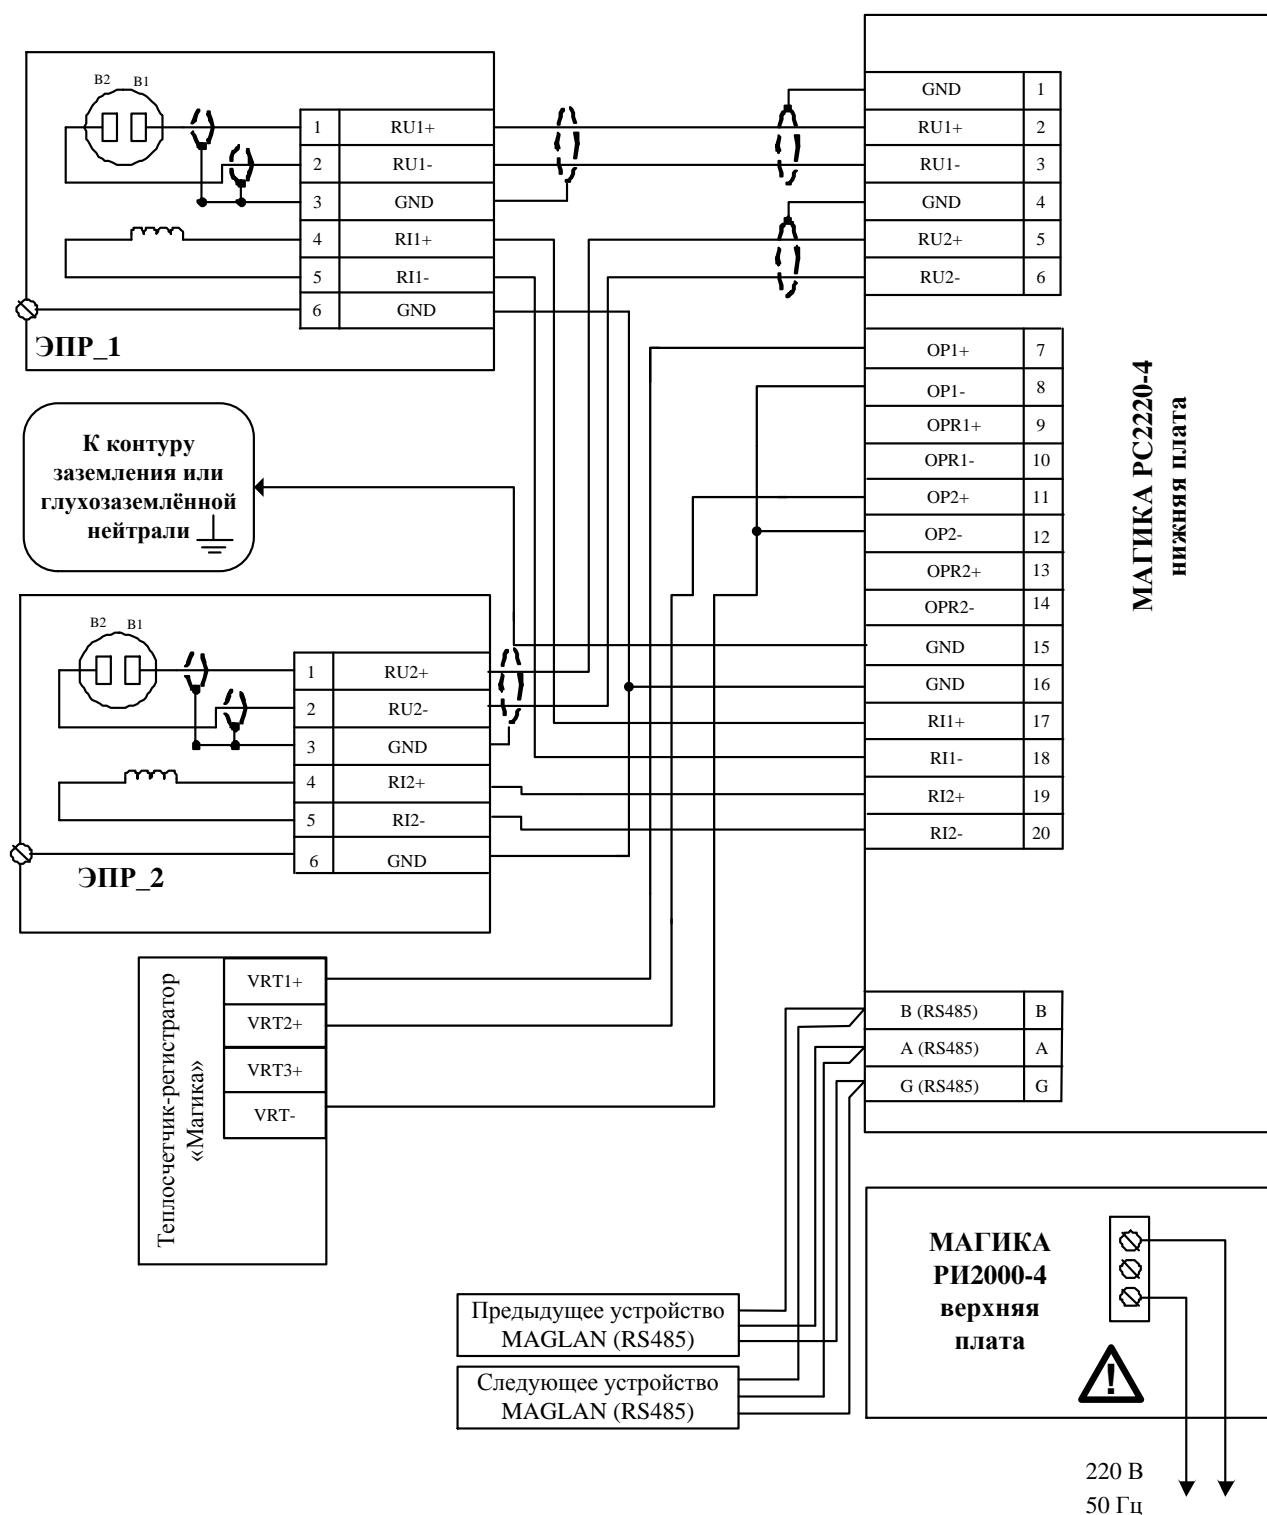 B2 B1
1 RU1+
2 RU1-
3 GND
4 RI1+
5 RI1-
6 GND
ЭПР_1
К контуру
заземления или
глухозаземлённой
нейтрали
B2 B1
1 RU2+
2 RU2-
3 GND
4 RI2+
5 RI2-
6 GND
ЭПР_2
Теплосчетчик-регистратор
«Магика»
VRT1+
VRT2+
VRT3+
VRT-
GND 1
RU1+ 2
RU1- 3
GND 4
RU2+ 5
RU2- 6
OP1+ 7
OP1- 8
OPR1+ 9
OPR1- 10
OP2+ 11
OP2- 12
OPR2+ 13
OPR2- 14
GND 15
GND 16
RI1+ 17
RI1- 18
RI2+ 19
RI2- 20
МАГИКА РС2220-4
нижняя плата
B (RS485) B
A (RS485) A
G (RS485) G
Предыдущее устройство
MAGLAN (RS485)
Следующее устройство
MAGLAN (RS485)
МАГИКА
РИ2000-4
верхняя
плата
!
220 В
50 Гц